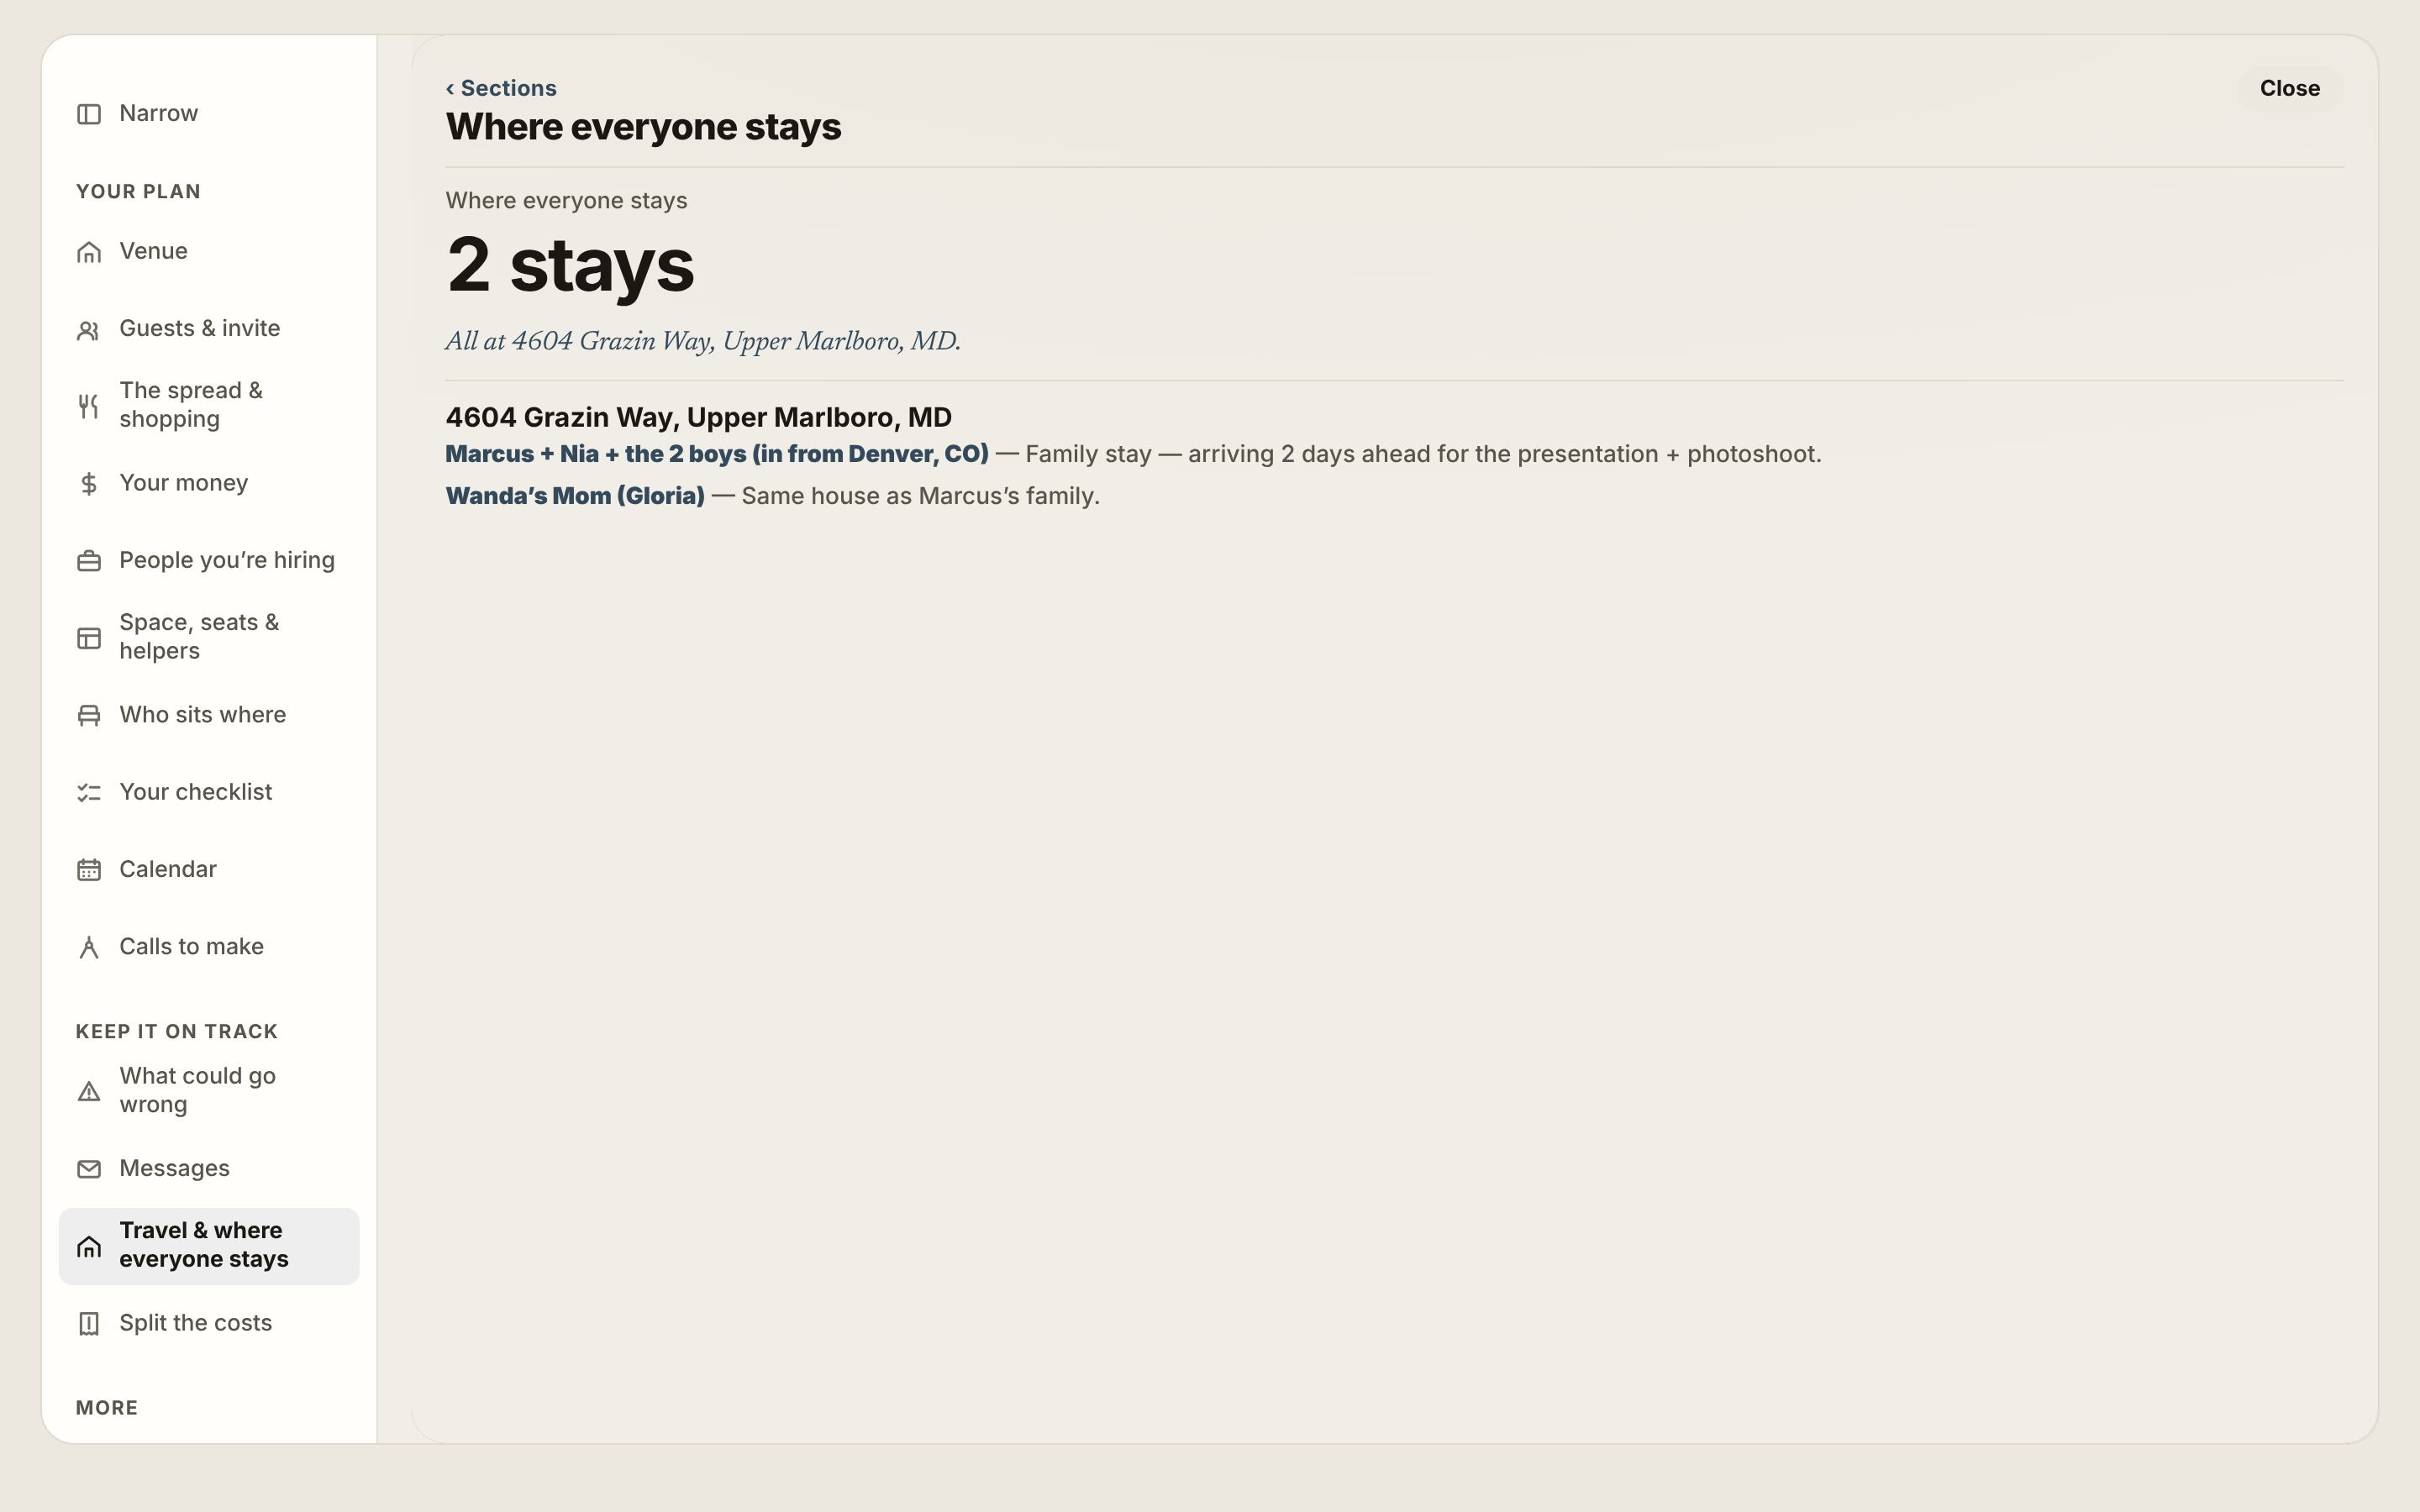 Narrow
YOUR PLAN
Venue
Guests & invite
The spread &
shopping
Your money
People you’re hiring
Space, seats &
helpers
Who sits where
Your checklist
Calendar
Calls to make
KEEP IT ON TRACK
What could go
wrong
Messages
Travel & where
everyone stays
Split the costs
MORE
‹ Sections
Close
Where everyone stays
Where everyone stays
2 stays
All at 4604 Grazin Way, Upper Marlboro, MD.
4604 Grazin Way, Upper Marlboro, MD
Marcus + Nia + the 2 boys (in from Denver, CO) — Family stay — arriving 2 days ahead for the presentation + photoshoot.
Wanda’s Mom (Gloria) — Same house as Marcus’s family.